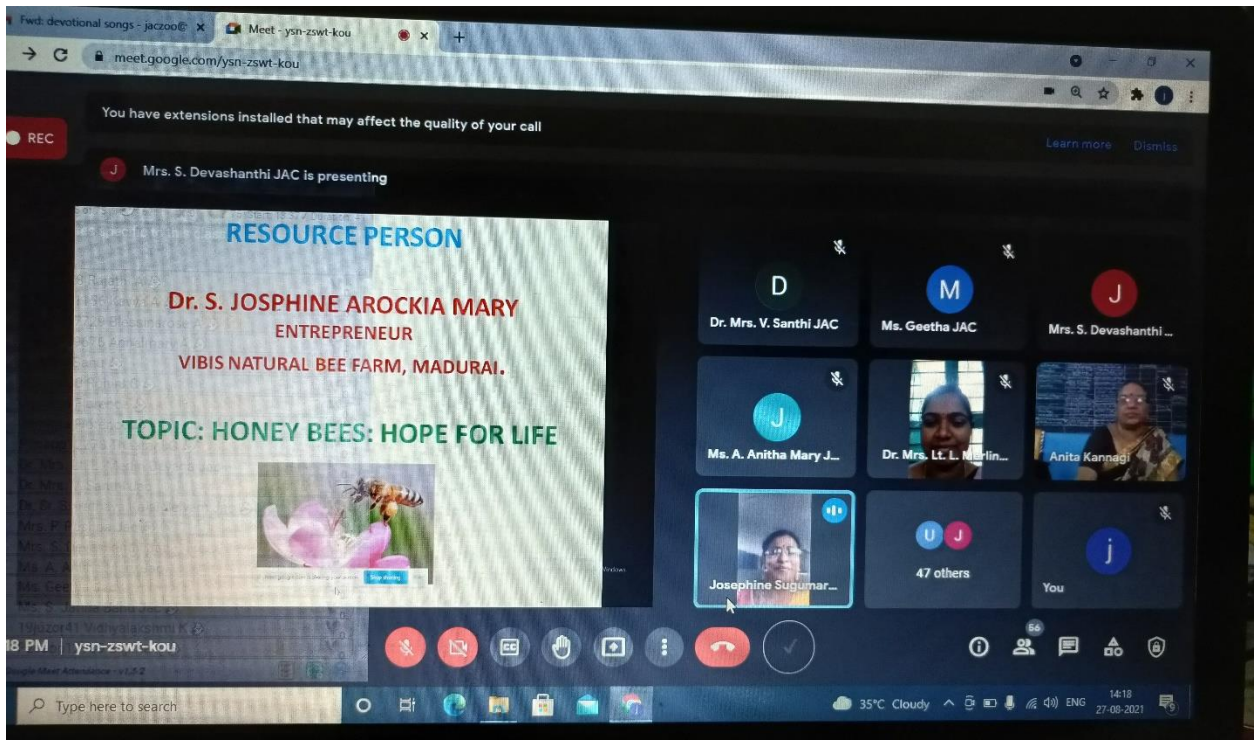 Fwd: devotional songs - jaczoo@
Meet - ysn-zswt-kou
meet.google.com/ysn-zswt-kou
You have extensions installed that may affect the quality of your call
Learn more Dismiss
REC
J Mrs. S. Devashanthi JAC is presenting
RESOURCE PERSON
Dr. S. JOSPHINE AROCKIA MARY
ENTREPRENEUR
VIBIS NATURAL BEE FARM, MADURAI.
TOPIC: HONEY BEES: HOPE FOR LIFE
Stop sharing
D
Dr. Mrs. V. Santhi JAC
M
Ms. Geetha JAC
J
Mrs. S. Devashanthi ...
J
Ms. A. Anitha Mary J...
Dr. Mrs. Lt. L. Merlin...
Anita Kannagi
Josephine Sugumar...
U J
47 others
j
You
18 PM | ysn-zswt-kou
CC
56
Type here to search
35°C Cloudy
ENG
14:18
27-08-2021